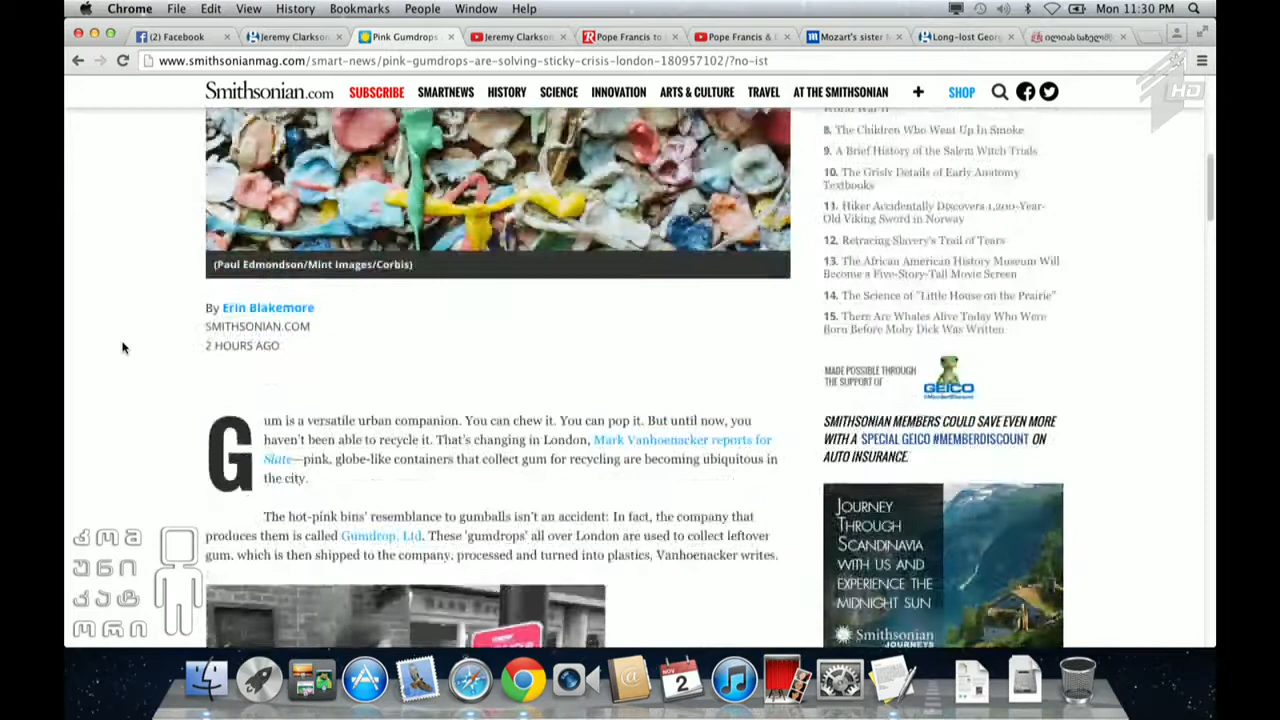 Chrome File Edit View History Bookmarks People Window Help Mon 11:30 PM
(2) Facebook Jeremy Clarkson Pink Gumdrops Jeremy Clarkson Pope Francis to Pope Francis & Mozart's sister Long-lost Geor
www.smithsonianmag.com/smart-news/pink-gumdrops-are-solving-sticky-crisis-london-180957102/?no-ist
Smithsonian.com SUBSCRIBE SMARTNEWS HISTORY SCIENCE INNOVATION ARTS & CULTURE TRAVEL AT THE SMITHSONIAN + SHOP
HD
World War II
8. The Children Who Went Up In Smoke
9. A Brief History of the Salem Witch Trials
10. The Grisly Details of Early Anatomy
Textbooks
11. Hiker Accidentally Discovers 1,200-Year-
Old Viking Sword in Norway
12. Retracing Slavery's Trail of Tears
13. The African American History Museum Will
Become a Five-Story-Tall Movie Screen
14. The Science of "Little House on the Prairie"
15. There Are Whales Alive Today Who Were
Born Before Moby Dick Was Written
(Paul Edmondson/Mint Images/Corbis)
By Erin Blakemore
SMITHSONIAN.COM
2 HOURS AGO
Gum is a versatile urban companion. You can chew it. You can pop it. But until now, you
haven't been able to recycle it. That's changing in London, Mark Vanhoenacker reports for
Slate—pink, globe-like containers that collect gum for recycling are becoming ubiquitous in
the city.
The hot-pink bins' resemblance to gumballs isn't an accident: In fact, the company that
produces them is called Gumdrop, Ltd. These 'gumdrops' all over London are used to collect leftover
gum, which is then shipped to the company, processed and turned into plastics, Vanhoenacker writes.
MADE POSSIBLE THROUGH
THE SUPPORT OF
GEICO
SMITHSONIAN MEMBERS COULD SAVE EVEN MORE
WITH A SPECIAL GEICO #MEMBERDISCOUNT ON
AUTO INSURANCE.
JOURNEY
THROUGH
SCANDINAVIA
WITH US AND
EXPERIENCE THE
MIDNIGHT SUN
Smithsonian
JOURNEYS
კომ
უნი
კატ
ორი
NOV
2